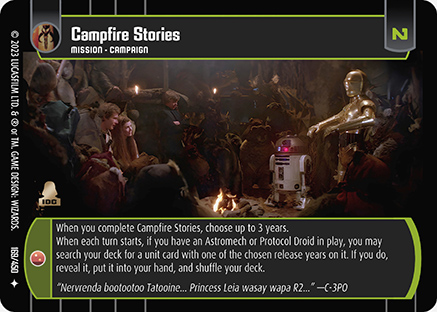 Campfire Stories
MISSION - CAMPAIGN
N
© 2023 LUCASFILM LTD. & ® or TM. GAME DESIGN: WIZARDS.
IDC
169/450
When you complete Campfire Stories, choose up to 3 years.
When each turn starts, if you have an Astromech or Protocol Droid in play, you may
search your deck for a unit card with one of the chosen release years on it. If you do,
reveal it, put it into your hand, and shuffle your deck.
“Nervrenda bootootoo Tatooine... Princess Leia wasay wapa R2...” —C-3PO